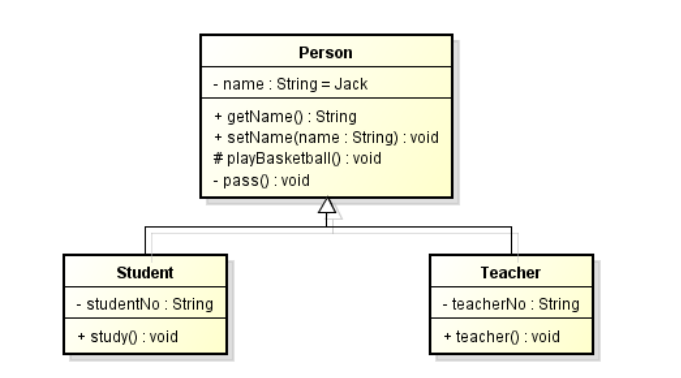 Person
- name : String = Jack
+ getName() : String
+ setName(name : String) : void
# playBasketball() : void
- pass() : void
Student
- studentNo : String
+ study() : void
Teacher
- teacherNo : String
+ teacher() : void